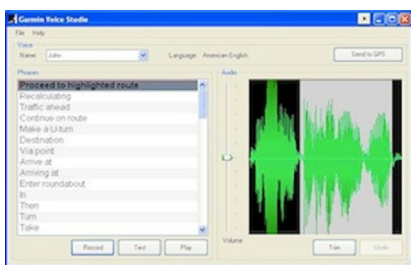 Garmin Voice Studio
File Help
Voice
Name: John Language: American English Send to GPS
Phrases
Proceed to highlighted route
Recalculating
Traffic ahead
Continue on route
Make a U-turn
Destination
Via point
Arrive at
Arriving at
Enter roundabout
In
Then
Turn
Take
Record Test Play
Audio
Volume
Trim Undo